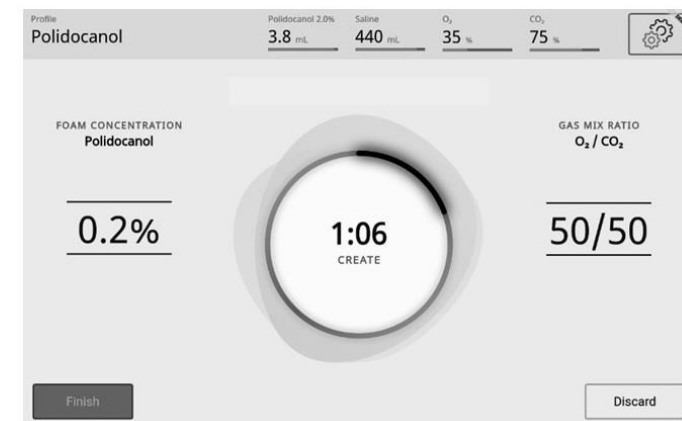 Profile
Polidocanol
Polidocanol 2.0%
3.8 mL
Saline
440 mL
O₂
35 %
CO₂
75 %
FOAM CONCENTRATION
Polidocanol
0.2%
1:06
CREATE
GAS MIX RATIO
O₂ / CO₂
50/50
Finish
Discard